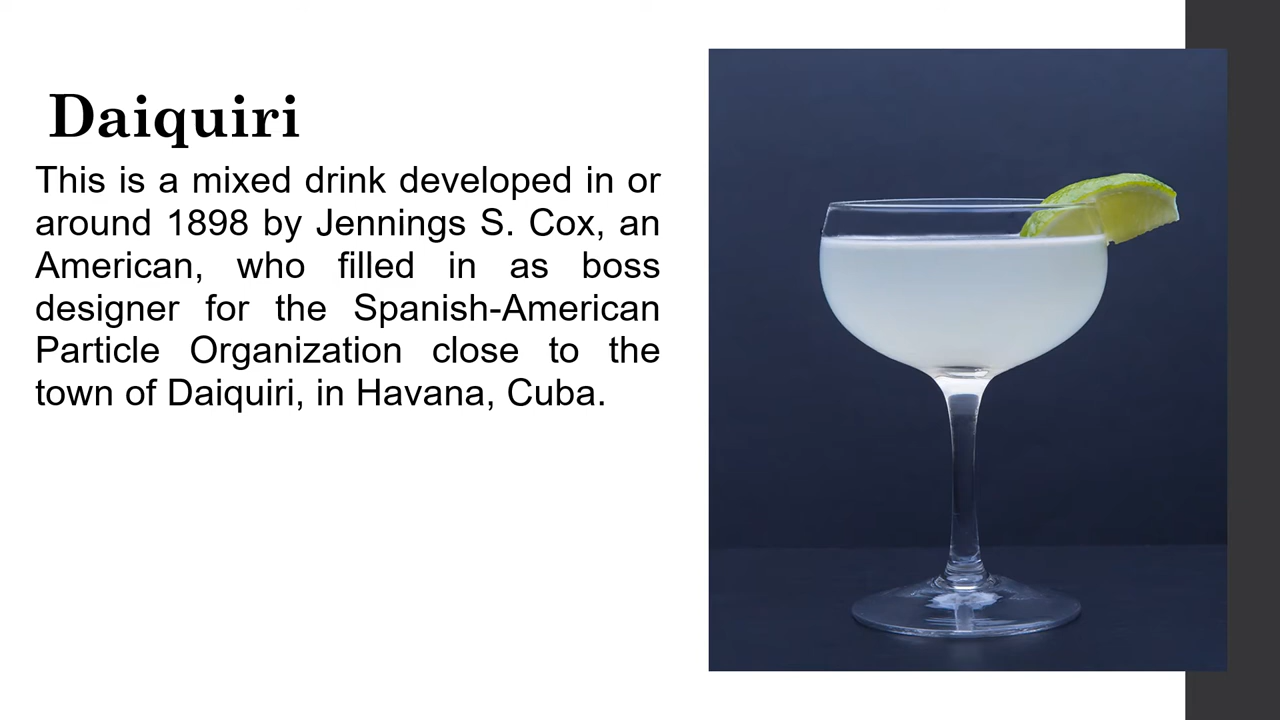 Daiquiri
This is a mixed drink developed in or
around 1898 by Jennings S. Cox, an
American, who filled in as boss
designer for the Spanish-American
Particle Organization close to the
town of Daiquiri, in Havana, Cuba.